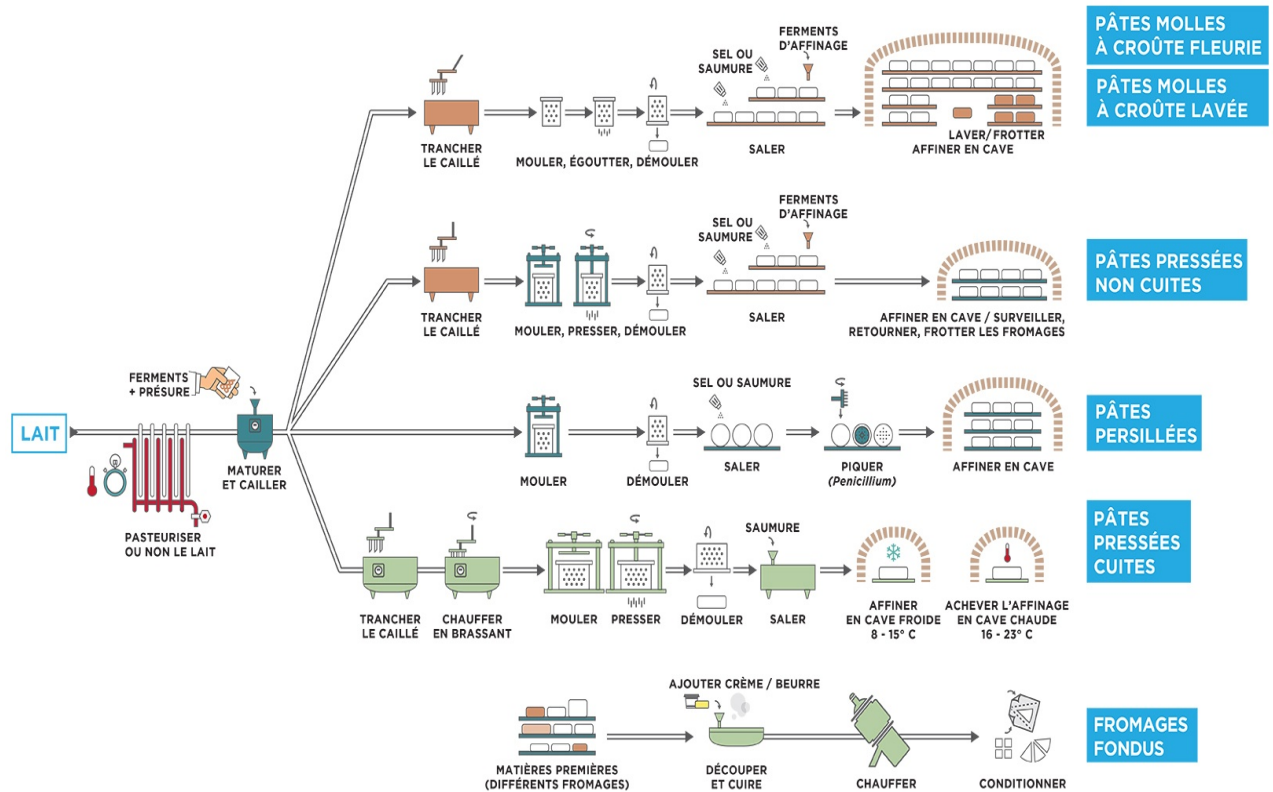 PÂTES MOLLES
À CROÛTE FLEURIE
PÂTES MOLLES
À CROÛTE LAVÉE
FERMENTS
D'AFFINAGE
SEL OU
SAUMURE
TRANCHER
LE CAILLÉ
MOULER, ÉGOUTTER, DÉMOULER
SALER
LAVER/FROTTER
AFFINER EN CAVE
FERMENTS
D'AFFINAGE
SEL OU
SAUMURE
PÂTES PRESSÉES
NON CUITES
TRANCHER
LE CAILLÉ
MOULER, PRESSER, DÉMOULER
SALER
AFFINER EN CAVE / SURVEILLER,
RETOURNER, FROTTER LES FROMAGES
FERMENTS
+ PRÉSURE
LAIT
MATURER
ET CAILLER
PASTEURISER
OU NON LE LAIT
SEL OU SAUMURE
PÂTES
PERSILLÉES
MOULER
DÉMOULER
SALER
PIQUER
(Penicillium)
AFFINER EN CAVE
SAUMURE
PÂTES
PRESSÉES
CUITES
TRANCHER
LE CAILLÉ
CHAUFFER
EN BRASSANT
MOULER
PRESSER
DÉMOULER
SALER
AFFINER
EN CAVE FROIDE
8 - 15° C
ACHEVER L'AFFINAGE
EN CAVE CHAUDE
16 - 23° C
AJOUTER CRÈME / BEURRE
FROMAGES
FONDUS
MATIÈRES PREMIÈRES
(DIFFÉRENTS FROMAGES)
DÉCOUPER
ET CUIRE
CHAUFFER
CONDITIONNER